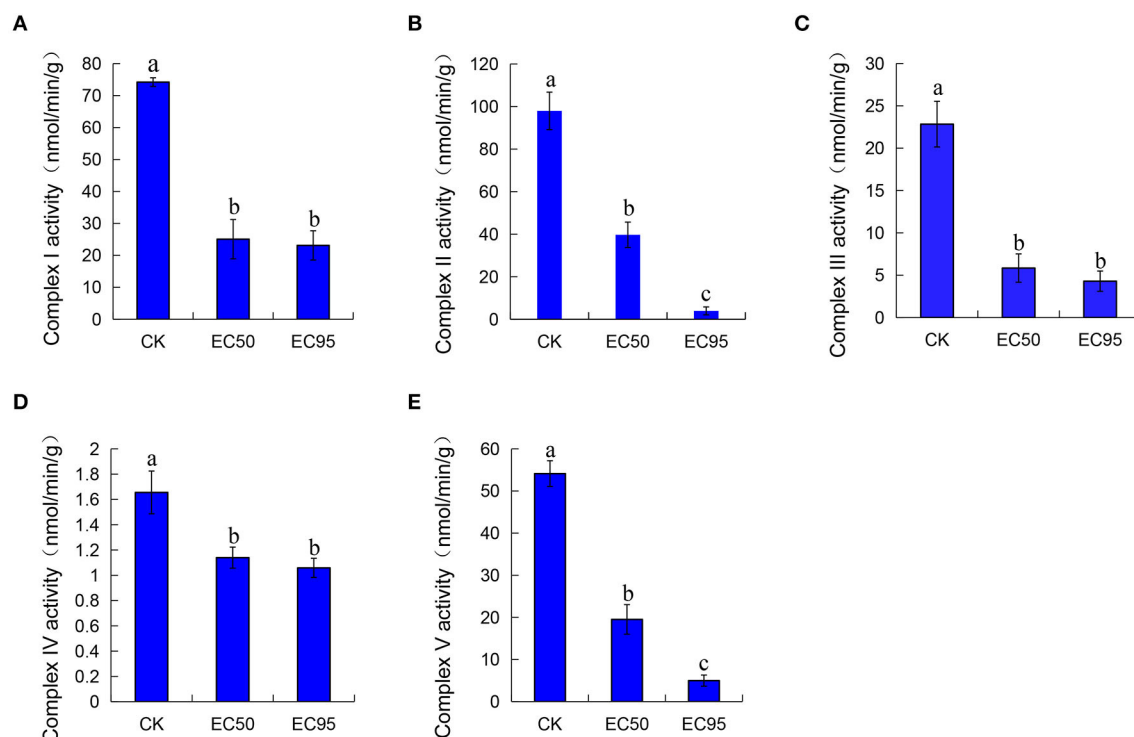 A
Complex I activity（nmol/min/g）
80
70
60
50
40
30
20
10
0
a
b
b
CK
EC50
EC95
B
Complex II activity（nmol/min/g）
120
100
80
60
40
20
0
a
b
c
CK
EC50
EC95
C
Complex III activity（nmol/min/g）
30
25
20
15
10
5
0
a
b
b
CK
EC50
EC95
D
Complex IV activity（nmol/min/g）
2
1.8
1.6
1.4
1.2
1
0.8
0.6
0.4
0.2
0
a
b
b
CK
EC50
EC95
E
Complex V activity（nmol/min/g）
60
50
40
30
20
10
0
a
b
c
CK
EC50
EC95